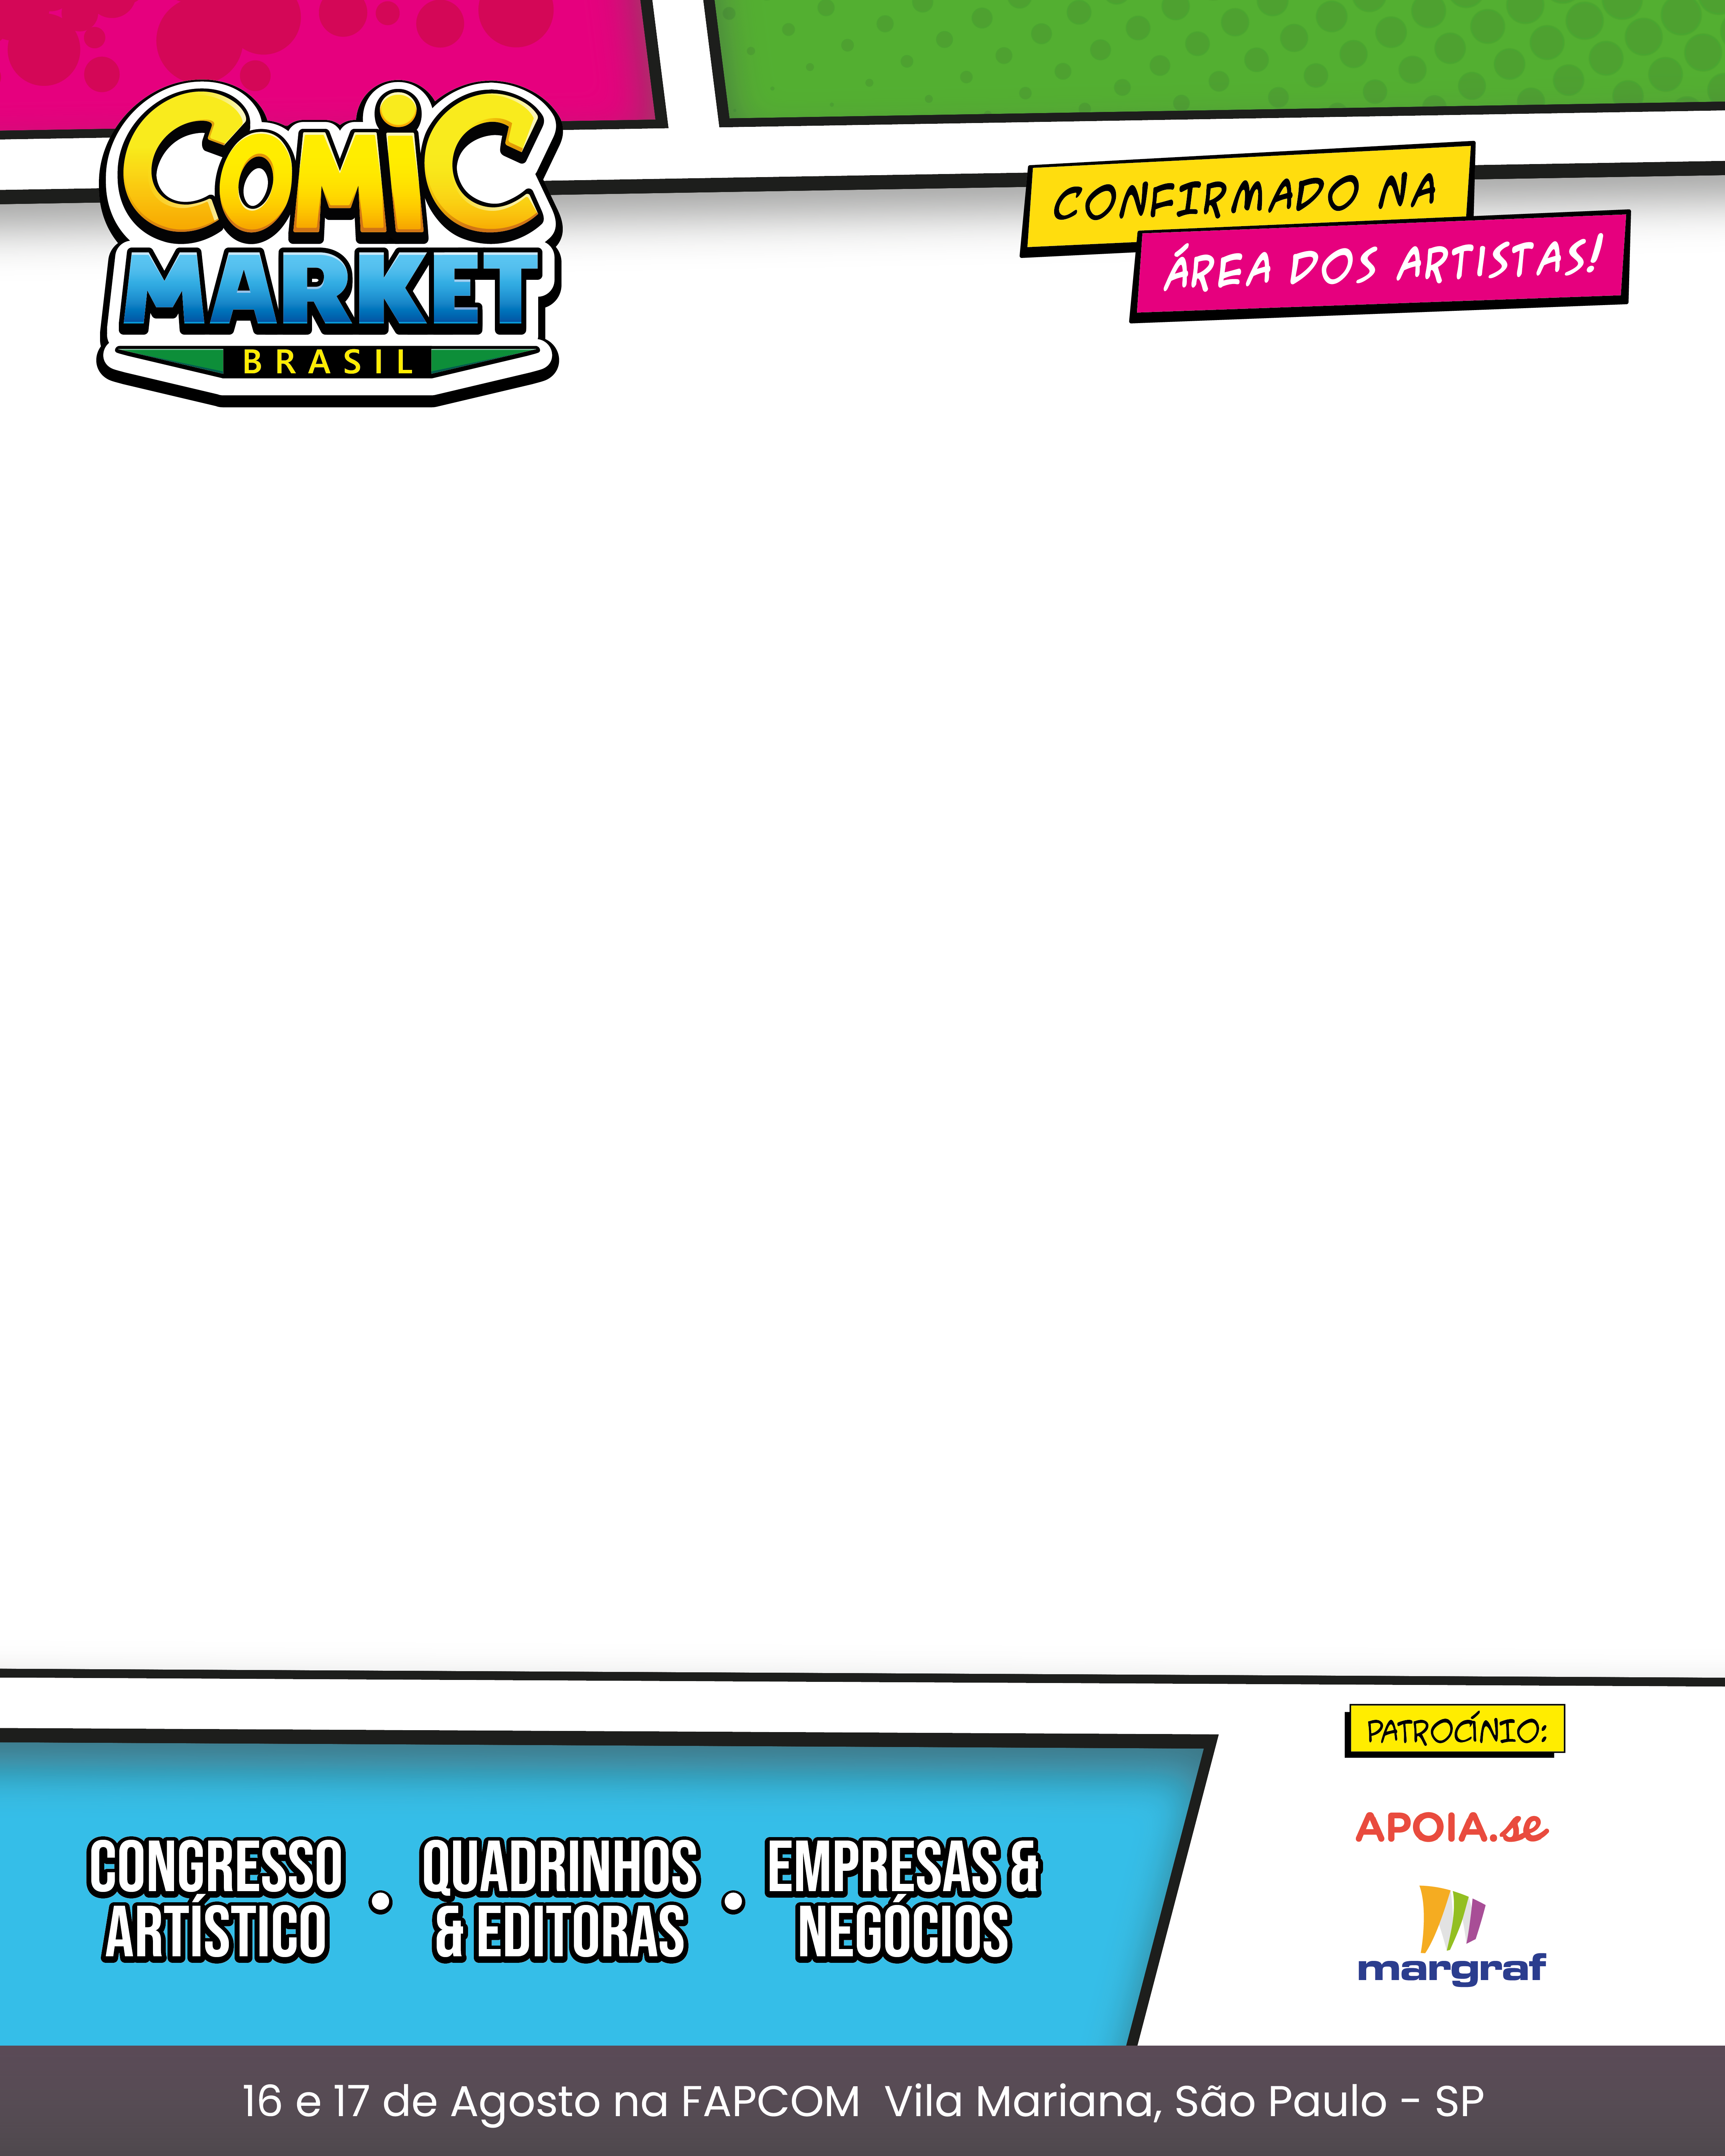 COMIC
MARKET
BRASIL
CONFIRMADO NA
ÁREA DOS ARTISTAS!
PATROCÍNIO:
APOIA.se
margraf
CONGRESSO
ARTÍSTICO
•
QUADRINHOS
& EDITORAS
•
EMPRESAS &
NEGÓCIOS
16 e 17 de Agosto na FAPCOM  Vila Mariana, São Paulo - SP